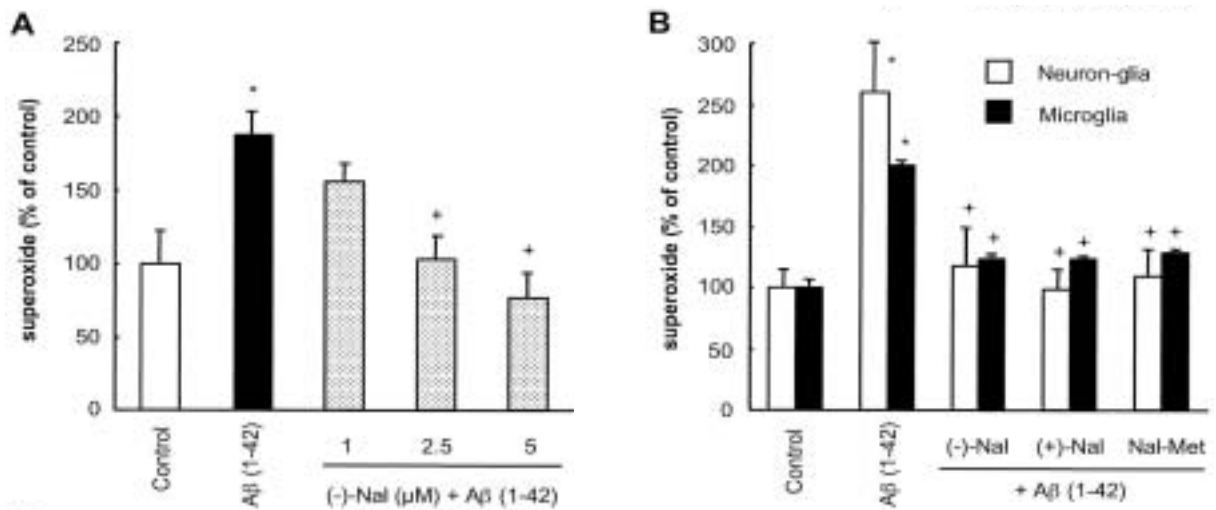 A
superoxide (% of control)
250
200
150
100
50
0
*
+
+
Control
Aβ (1-42)
1 2.5 5
(-)-Nal (µM) + Aβ (1-42)
B
superoxide (% of control)
300
250
200
150
100
50
0
Neuron-glia
Microglia
*
*
+ +
+ +
+ +
Control
Aβ (1-42)
(-)-Nal (+)-Nal Nal-Met
+ Aβ (1-42)